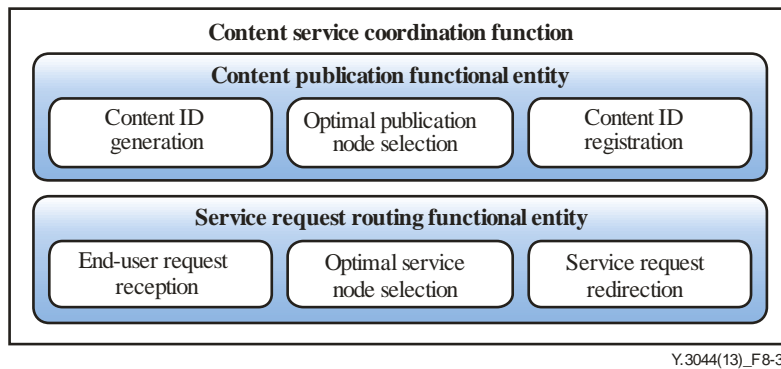 Content service coordination function
Content publication functional entity
Content ID
generation
Optimal publication
node selection
Content ID
registration
Service request routing functional entity
End-user request
reception
Optimal service
node selection
Service request
redirection
Y.3044(13)_F8-3